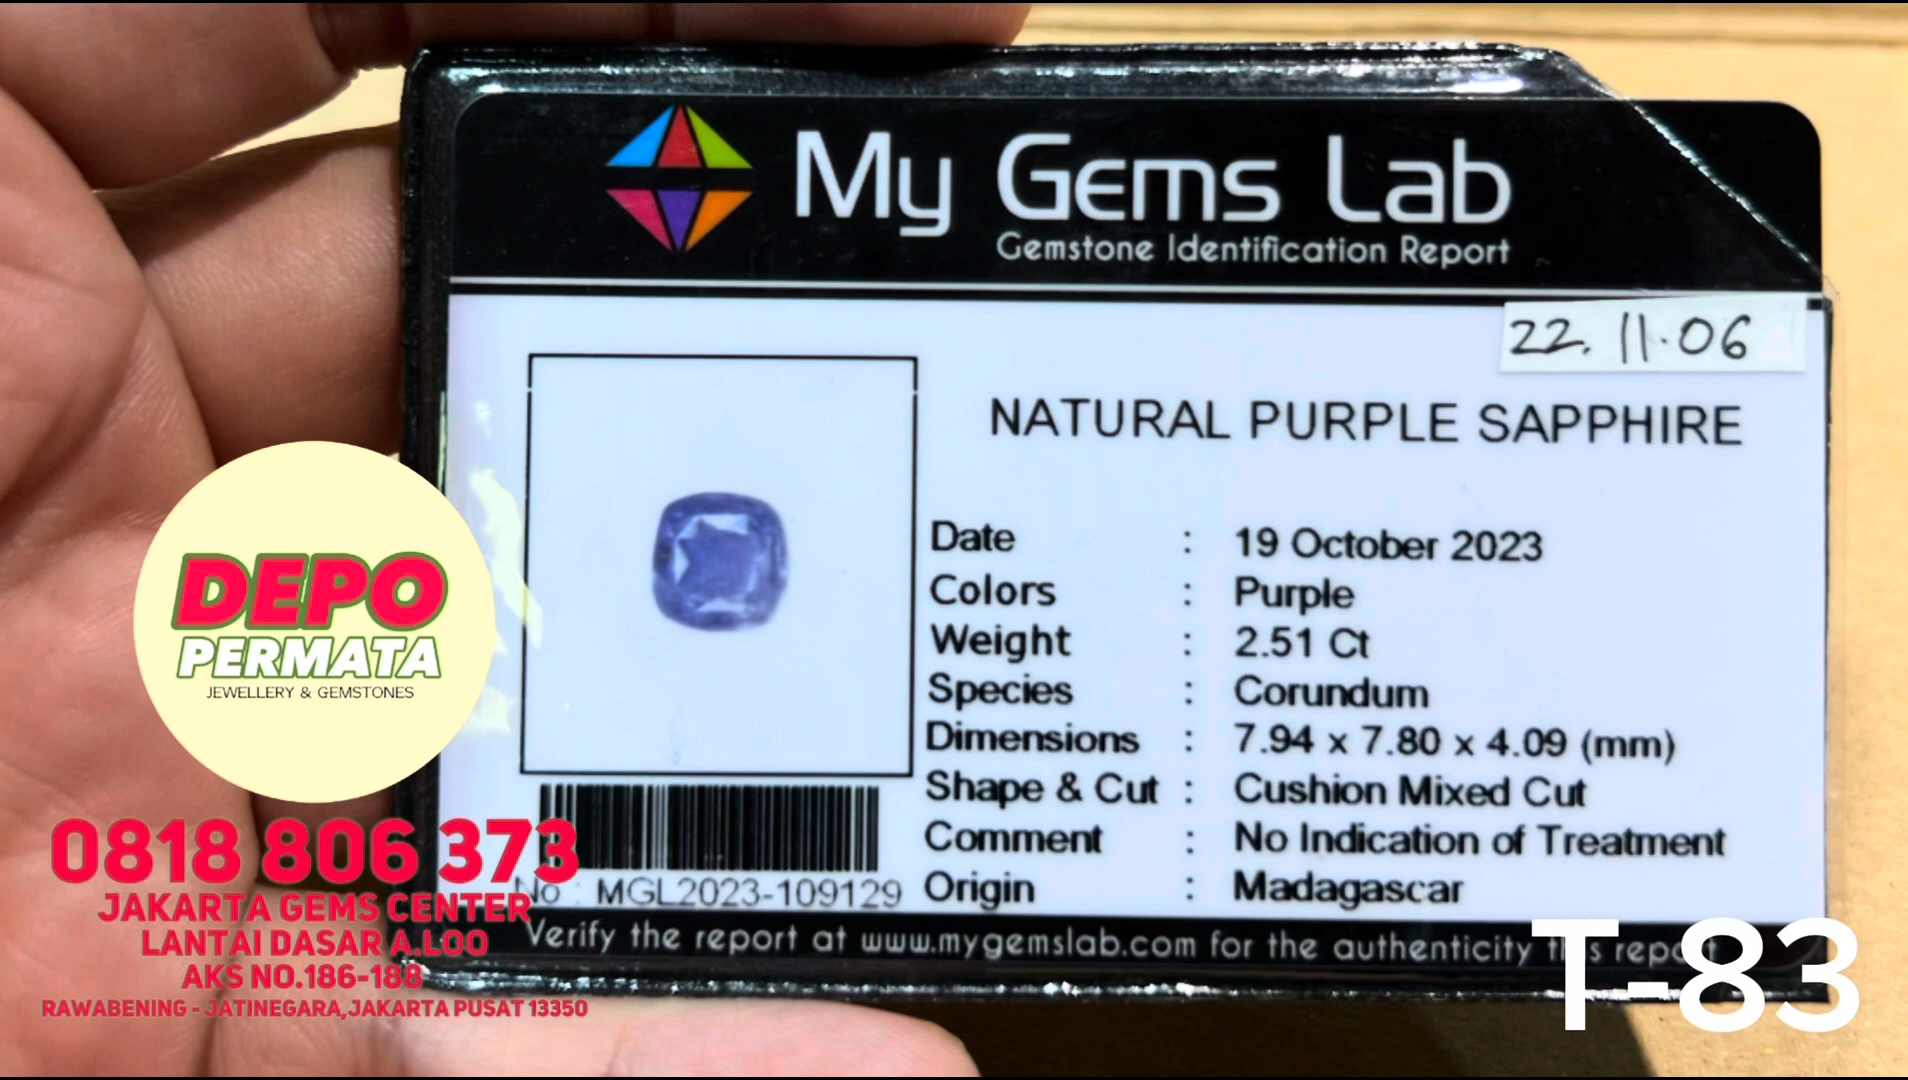 My Gems Lab
Gemstone Identification Report
22. 11.06
NATURAL PURPLE SAPPHIRE
Date : 19 October 2023
Colors : Purple
Weight : 2.51 Ct
Species : Corundum
Dimensions : 7.94 x 7.80 x 4.09 (mm)
Shape & Cut : Cushion Mixed Cut
Comment : No Indication of Treatment
Origin : Madagascar
No : MGL2023-109129
Verify the report at www.mygemslab.com for the authenticity this report
DEPO
PERMATA
JEWELLERY & GEMSTONES
0818 806 373
JAKARTA GEMS CENTER
LANTAI DASAR A.LOO
AKS NO.186-188
RAWABENING - JATINEGARA,JAKARTA PUSAT 13350
T-83